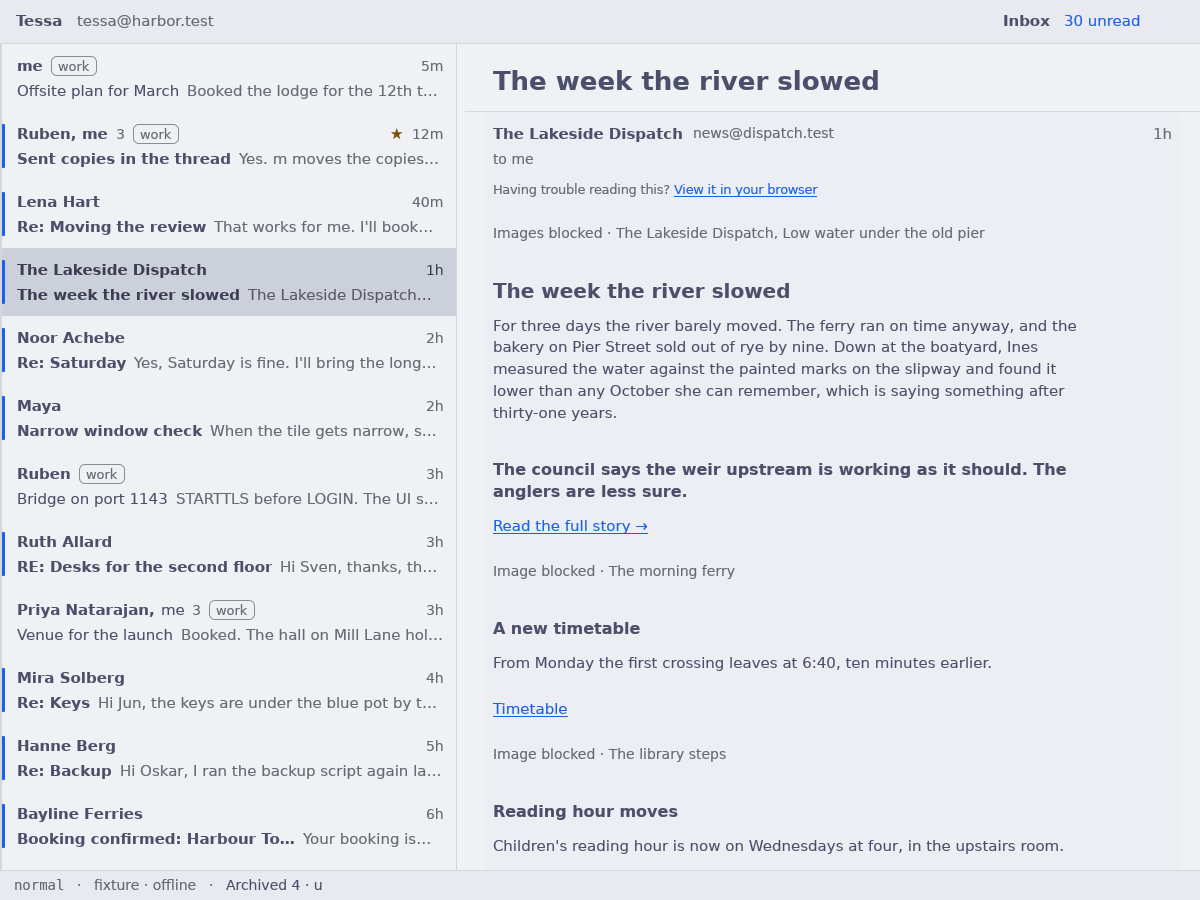 Tessa tessa@harbor.test
Inbox 30 unread
me work 5m
Offsite plan for March Booked the lodge for the 12th t…
Ruben, me 3 work ★ 12m
Sent copies in the thread Yes. m moves the copies…
Lena Hart 40m
Re: Moving the review That works for me. I'll book…
The Lakeside Dispatch 1h
The week the river slowed The Lakeside Dispatch…
Noor Achebe 2h
Re: Saturday Yes, Saturday is fine. I'll bring the long…
Maya 2h
Narrow window check When the tile gets narrow, s…
Ruben work 3h
Bridge on port 1143 STARTTLS before LOGIN. The UI s…
Ruth Allard 3h
RE: Desks for the second floor Hi Sven, thanks, th…
Priya Natarajan, me 3 work 3h
Venue for the launch Booked. The hall on Mill Lane hol…
Mira Solberg 4h
Re: Keys Hi Jun, the keys are under the blue pot by t…
Hanne Berg 5h
Re: Backup Hi Oskar, I ran the backup script again la…
Bayline Ferries 6h
Booking confirmed: Harbour To… Your booking is…
The week the river slowed
The Lakeside Dispatch news@dispatch.test 1h
to me
Having trouble reading this? View it in your browser
Images blocked · The Lakeside Dispatch, Low water under the old pier
The week the river slowed
For three days the river barely moved. The ferry ran on time anyway, and the
bakery on Pier Street sold out of rye by nine. Down at the boatyard, Ines
measured the water against the painted marks on the slipway and found it
lower than any October she can remember, which is saying something after
thirty-one years.
The council says the weir upstream is working as it should. The
anglers are less sure.
Read the full story →
Image blocked · The morning ferry
A new timetable
From Monday the first crossing leaves at 6:40, ten minutes earlier.
Timetable
Image blocked · The library steps
Reading hour moves
Children's reading hour is now on Wednesdays at four, in the upstairs room.
normal · fixture · offline · Archived 4 · u